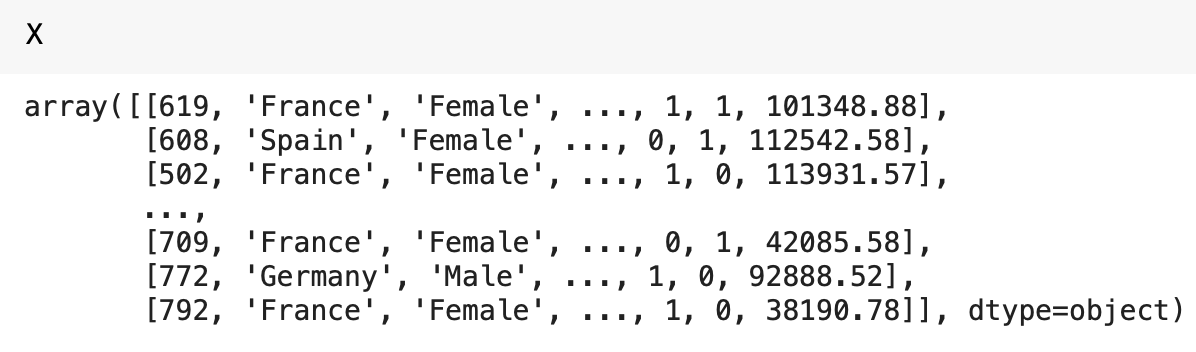 X
array([[619, 'France', 'Female', ..., 1, 1, 101348.88],
[608, 'Spain', 'Female', ..., 0, 1, 112542.58],
[502, 'France', 'Female', ..., 1, 0, 113931.57],
...,
[709, 'France', 'Female', ..., 0, 1, 42085.58],
[772, 'Germany', 'Male', ..., 1, 0, 92888.52],
[792, 'France', 'Female', ..., 1, 0, 38190.78]], dtype=object)